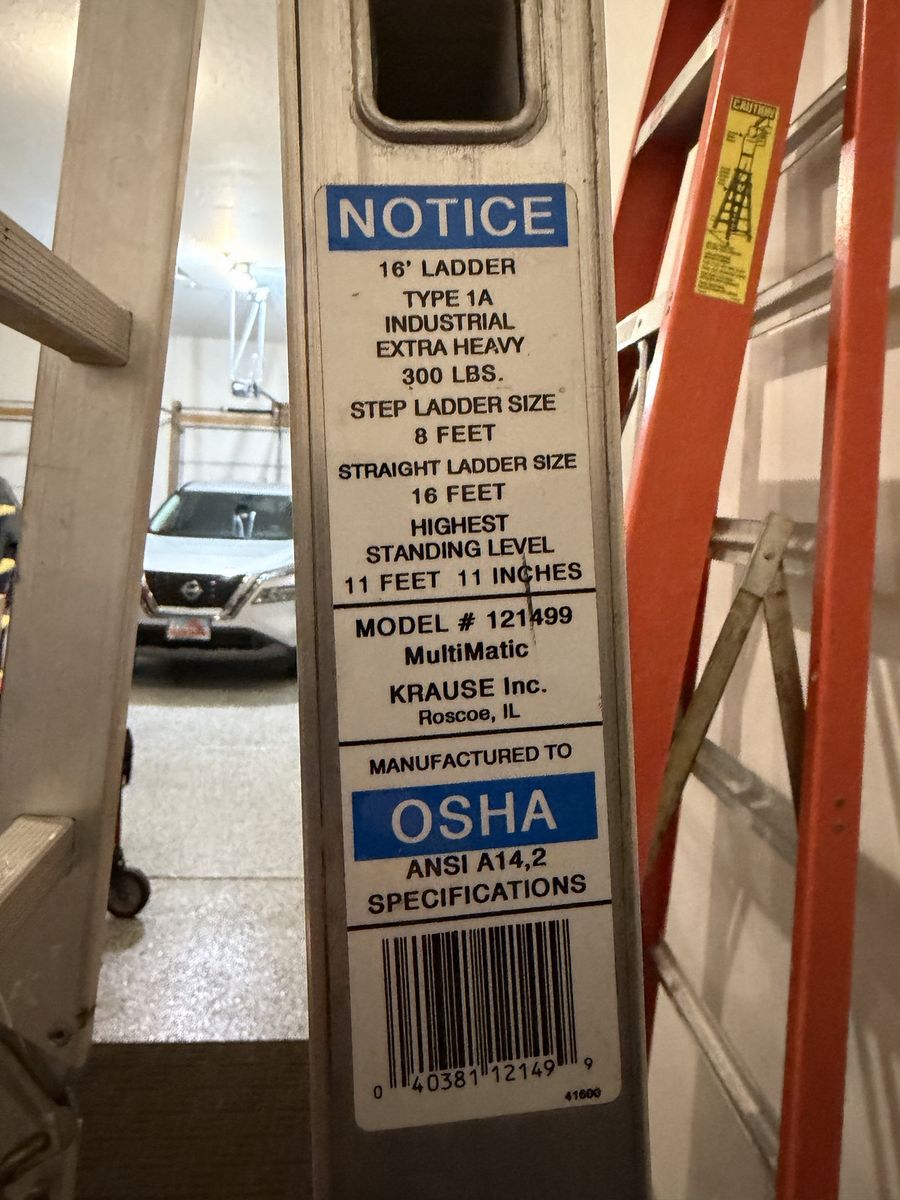 NOTICE
16' LADDER
TYPE 1A
INDUSTRIAL
EXTRA HEAVY
300 LBS.
STEP LADDER SIZE
8 FEET
STRAIGHT LADDER SIZE
16 FEET
HIGHEST
STANDING LEVEL
11 FEET 11 INCHES
MODEL # 121499
MultiMatic
KRAUSE Inc.
Roscoe, IL
MANUFACTURED TO
OSHA
ANSI A14,2
SPECIFICATIONS
0 40381 12149 9
41600
CAUTION